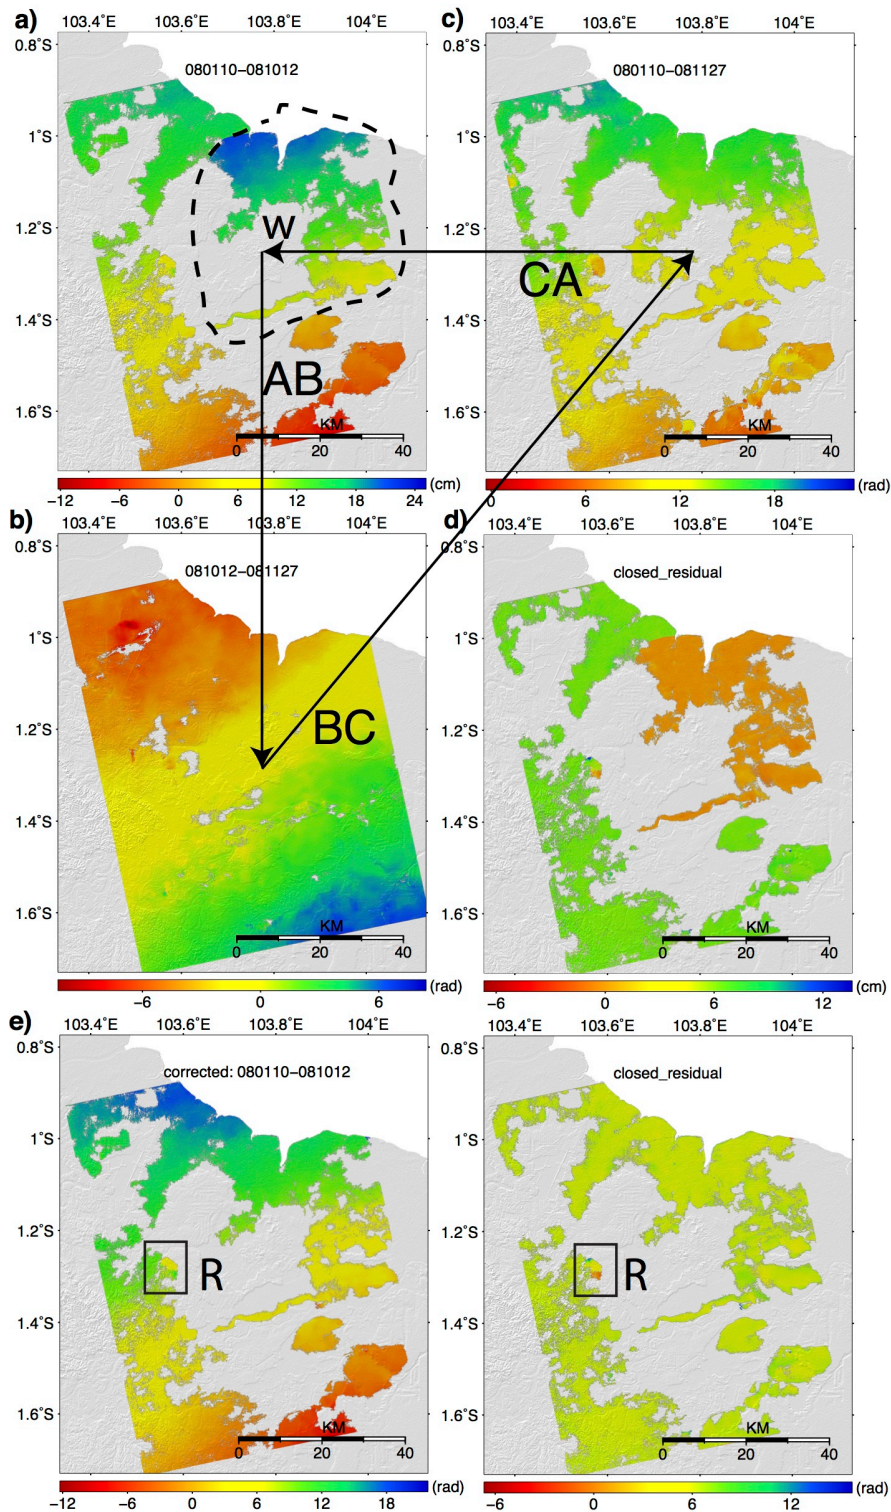 a)
103.4°E 103.6°E 103.8°E 104°E
0.8°S
1°S
1.2°S
1.4°S
1.6°S
080110−081012
W
AB
KM
0 20 40
−12 −6 0 6 12 18 24 (cm)
c)
103.4°E 103.6°E 103.8°E 104°E
0.8°S
1°S
1.2°S
1.4°S
1.6°S
080110−081127
CA
KM
0 20 40
0 6 12 18 (rad)
b)
103.4°E 103.6°E 103.8°E 104°E
0.8°S
1°S
1.2°S
1.4°S
1.6°S
081012−081127
BC
KM
0 20 40
−6 0 6 (rad)
d)
103.4°E 103.6°E 103.8°E 104°E
0.8°S
1°S
1.2°S
1.4°S
1.6°S
closed_residual
KM
0 20 40
−6 0 6 12 (cm)
e)
103.4°E 103.6°E 103.8°E 104°E
0.8°S
1°S
1.2°S
1.4°S
1.6°S
corrected: 080110−081012
R
KM
0 20 40
−12 −6 0 6 12 18 (rad)
103.4°E 103.6°E 103.8°E 104°E
0.8°S
1°S
1.2°S
1.4°S
1.6°S
closed_residual
R
KM
0 20 40
−6 0 6 12 (rad)